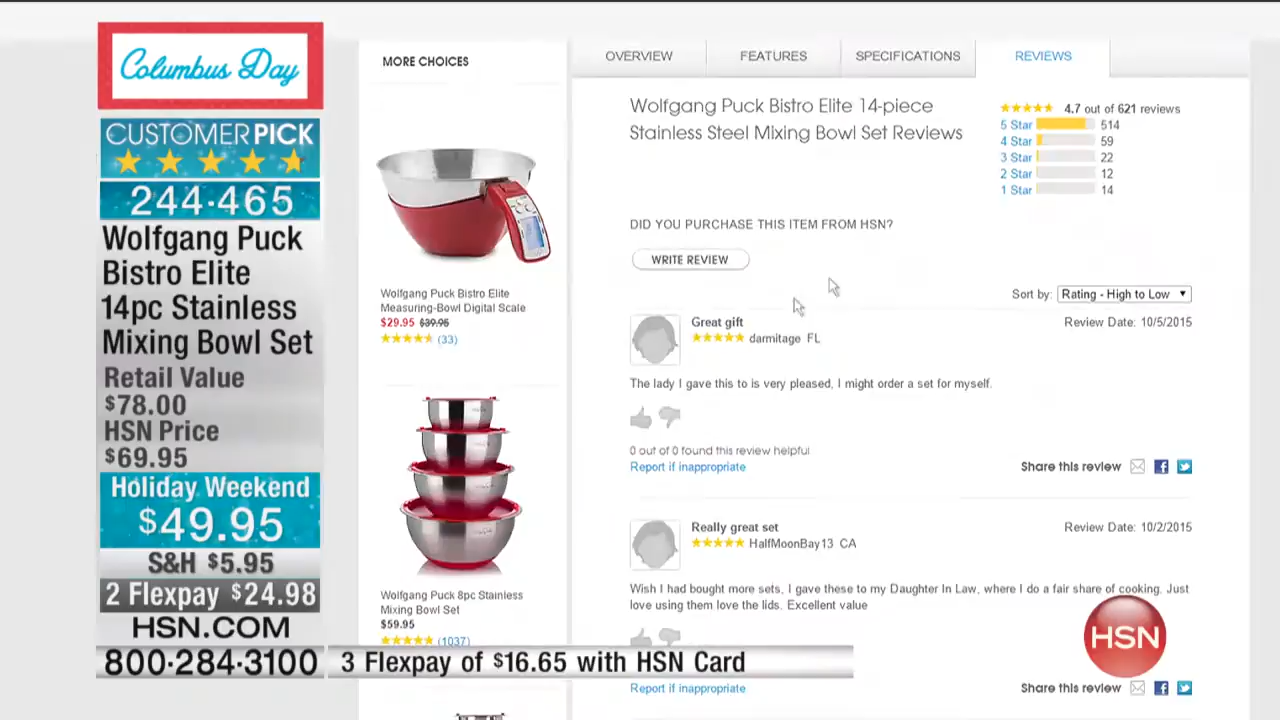 Columbus Day
CUSTOMER PICK
244-465
Wolfgang Puck
Bistro Elite
14pc Stainless
Mixing Bowl Set
Retail Value
$78.00
HSN Price
$69.95
Holiday Weekend
$49.95
S&H $5.95
2 Flexpay $24.98
HSN.COM
800·284·3100
3 Flexpay of $16.65 with HSN Card
MORE CHOICES
Wolfgang Puck Bistro Elite
Measuring-Bowl Digital Scale
$29.95 $39.95
(33)
Wolfgang Puck 8pc Stainless
Mixing Bowl Set
$59.95
(1037)
OVERVIEW
FEATURES
SPECIFICATIONS
REVIEWS
Wolfgang Puck Bistro Elite 14-piece
Stainless Steel Mixing Bowl Set Reviews
4.7 out of 621 reviews
5 Star 514
4 Star 59
3 Star 22
2 Star 12
1 Star 14
DID YOU PURCHASE THIS ITEM FROM HSN?
WRITE REVIEW
Sort by: Rating - High to Low
Great gift
Review Date: 10/5/2015
darmitage FL
The lady I gave this to is very pleased, I might order a set for myself.
0 out of 0 found this review helpful
Report if inappropriate
Share this review
Really great set
Review Date: 10/2/2015
HalfMoonBay13 CA
Wish I had bought more sets, I gave these to my Daughter In Law, where I do a fair share of cooking. Just
love using them love the lids. Excellent value
HSN
Report if inappropriate
Share this review